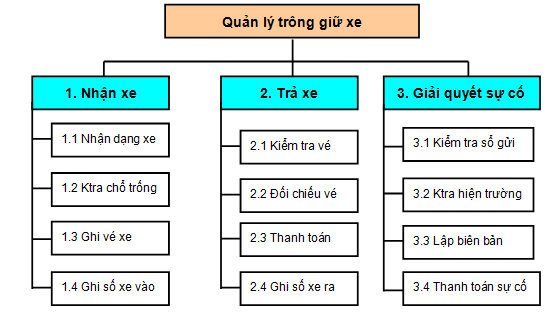 Quản lý trông giữ xe
1. Nhận xe
2. Trả xe
3. Giải quyết sự cố
1.1 Nhận dạng xe
1.2 Ktra chổ trống
1.3 Ghi vé xe
1.4 Ghi số xe vào
2.1 Kiểm tra vé
2.2 Đối chiếu vé
2.3 Thanh toán
2.4 Ghi số xe ra
3.1 Kiểm tra sổ gửi
3.2 Ktra hiện trường
3.3 Lập biên bản
3.4 Thanh toán sự cố